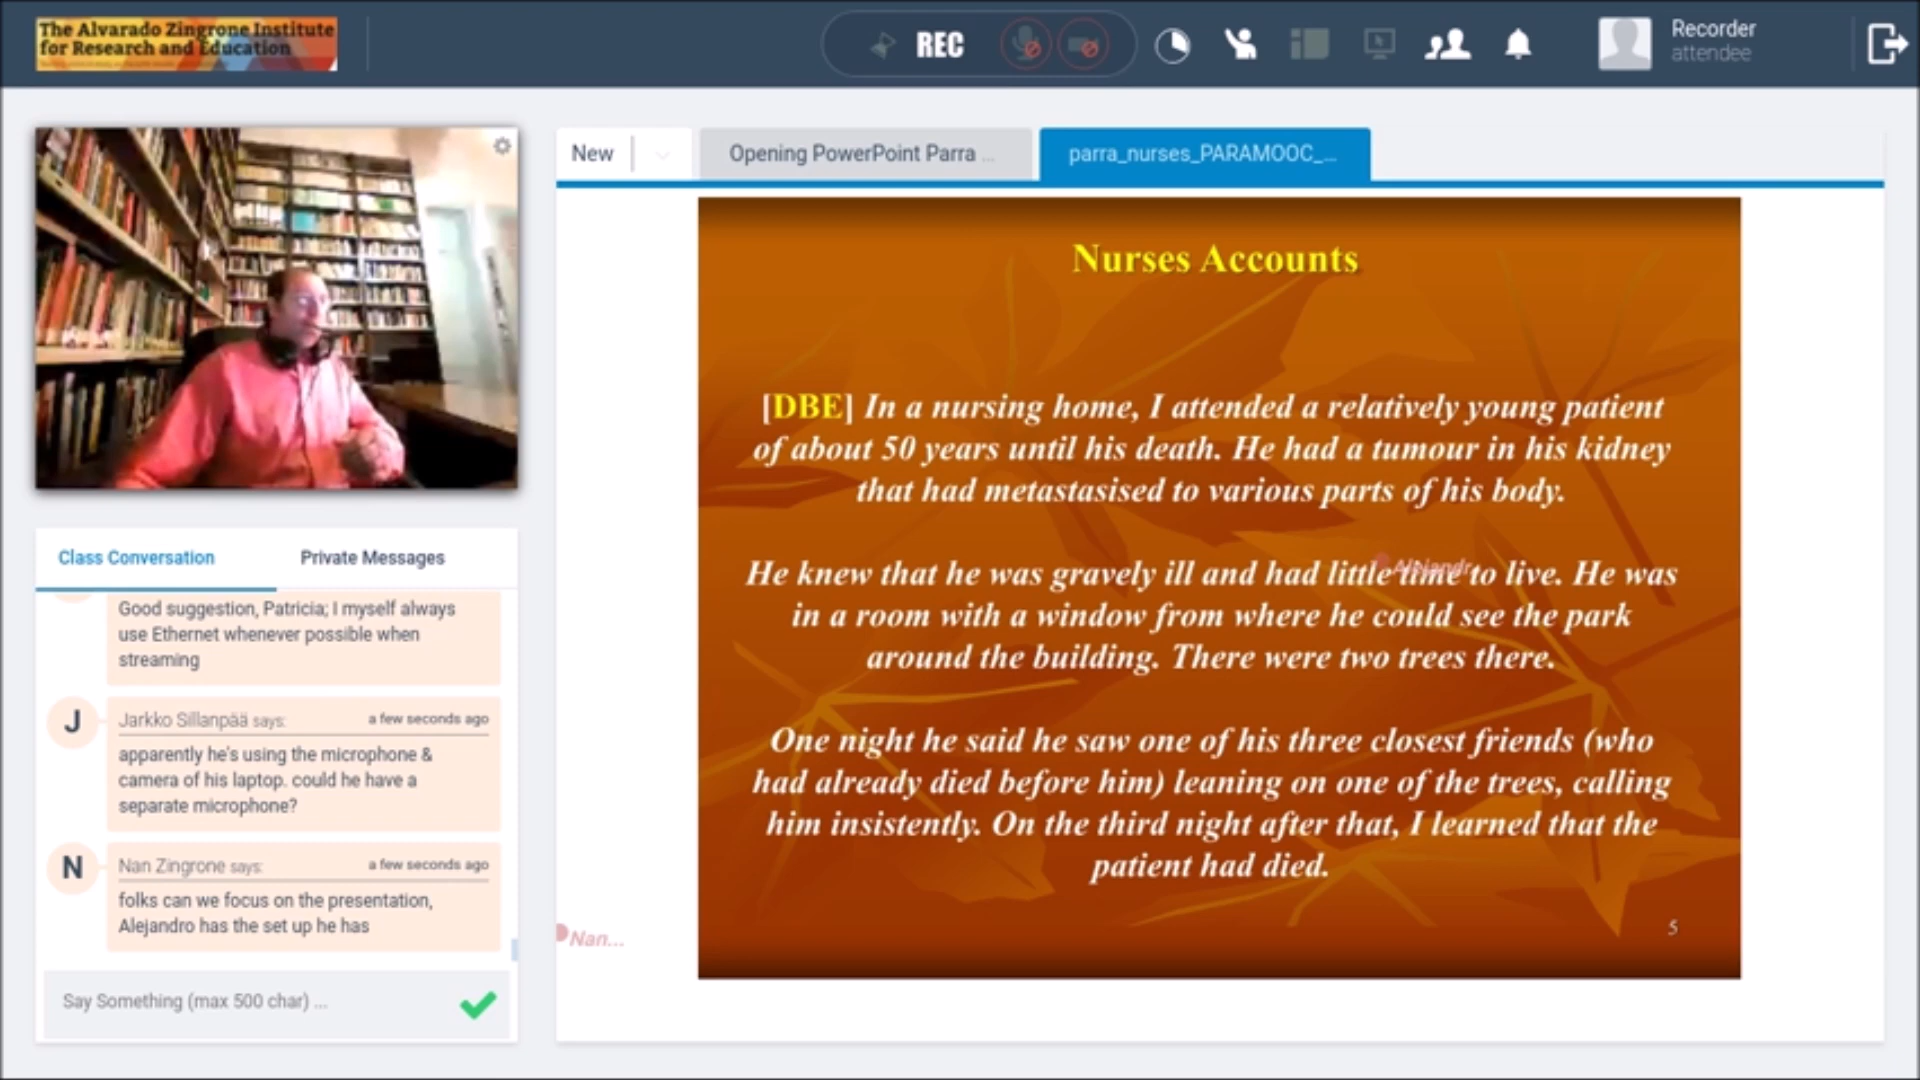 The Alvarado Zingrone Institute
for Research and Education
REC
Recorder
attendee
New
Opening PowerPoint Parra ...
parra_nurses_PARAMOOC_...
Class Conversation
Private Messages
Good suggestion, Patricia; I myself always
use Ethernet whenever possible when
streaming
J
Jarkko Sillanpää says:
a few seconds ago
apparently he's using the microphone &
camera of his laptop. could he have a
separate microphone?
N
Nan Zingrone says:
a few seconds ago
folks can we focus on the presentation,
Alejandro has the set up he has
Say Something (max 500 char) ...
Nurses Accounts
[DBE] In a nursing home, I attended a relatively young patient
of about 50 years until his death. He had a tumour in his kidney
that had metastasised to various parts of his body.
He knew that he was gravely ill and had little time to live. He was
in a room with a window from where he could see the park
around the building. There were two trees there.
One night he said he saw one of his three closest friends (who
had already died before him) leaning on one of the trees, calling
him insistently. On the third night after that, I learned that the
patient had died.
5
Nan...